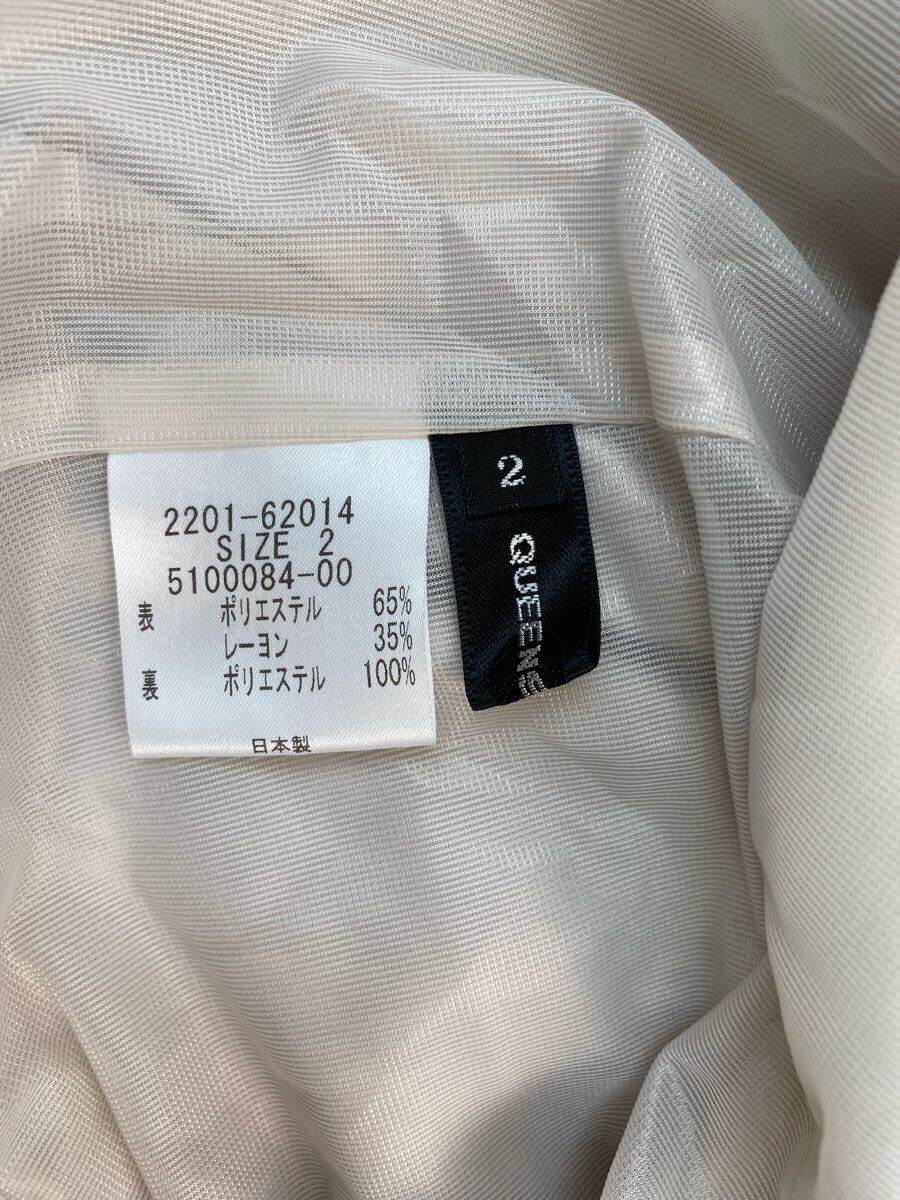 2201-62014
SIZE 2
5100084-00
表 ポリエステル 65%
レーヨン 35%
裏 ポリエステル 100%
日本製
2
QUEENS